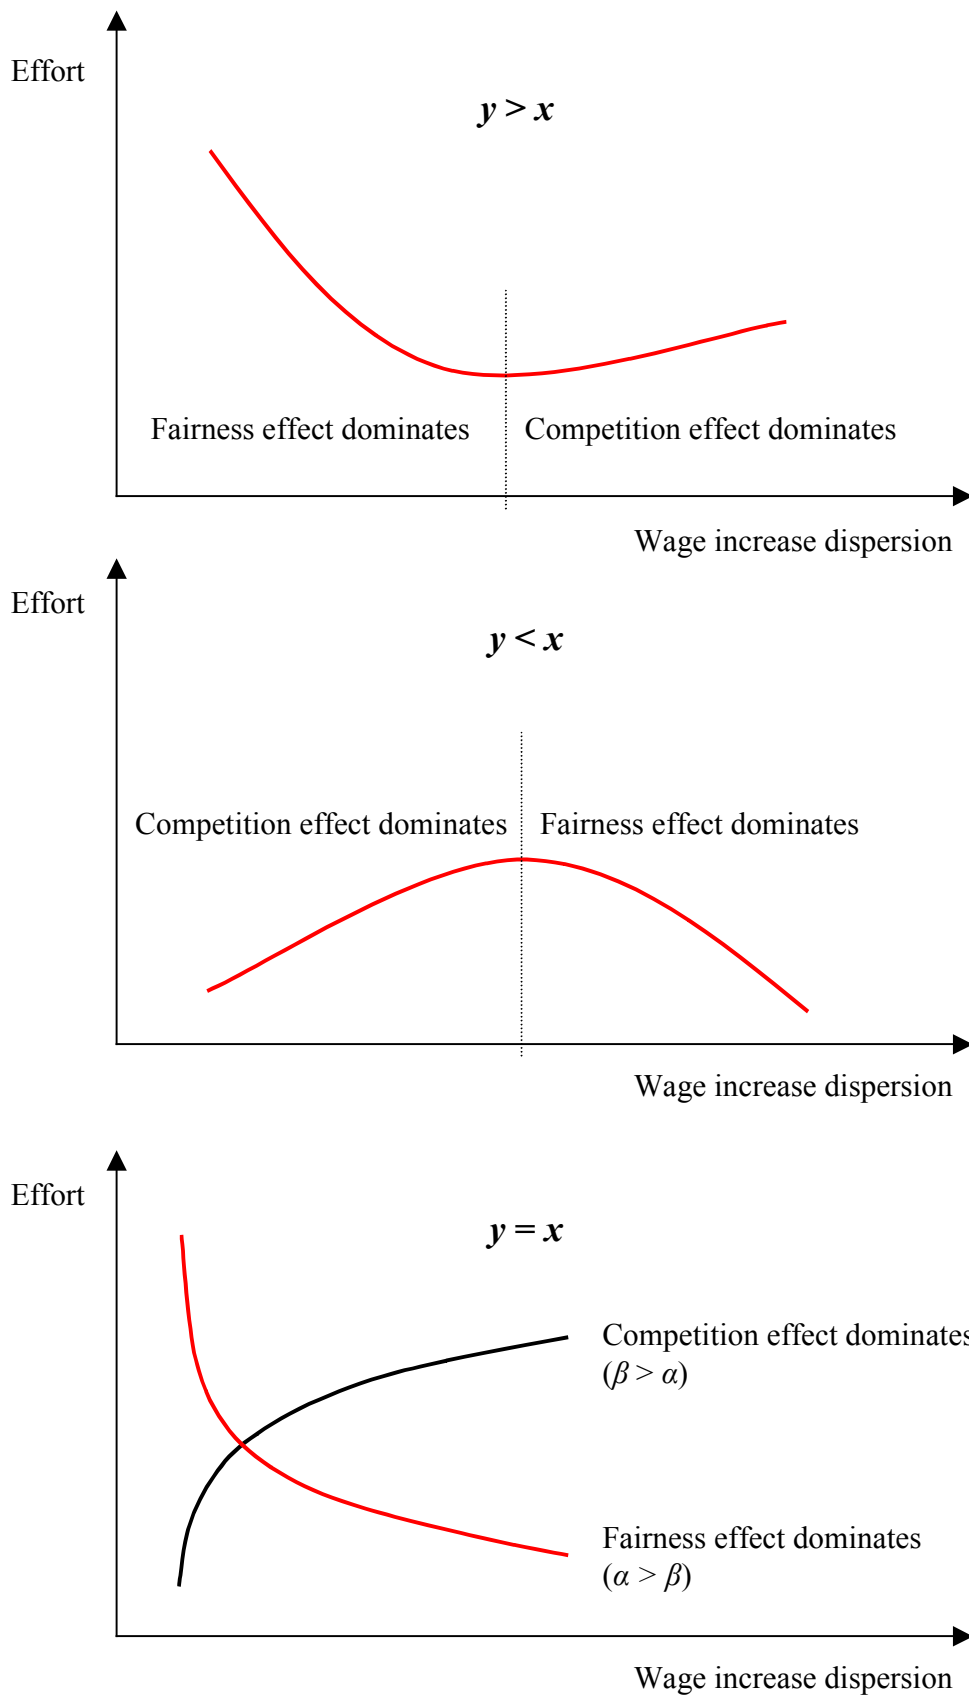 Effort
y > x
Fairness effect dominates
Competition effect dominates
Wage increase dispersion
Effort
y < x
Competition effect dominates
Fairness effect dominates
Wage increase dispersion
Effort
y = x
Competition effect dominates
(β > α)
Fairness effect dominates
(α > β)
Wage increase dispersion